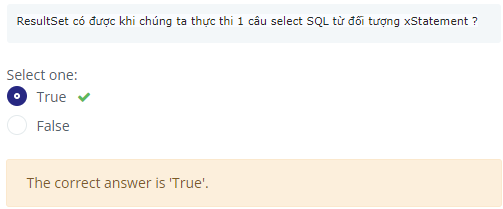 ResultSet có được khi chúng ta thực thi 1 câu select SQL từ đối tượng xStatement ?
Select one:
True
False
The correct answer is 'True'.